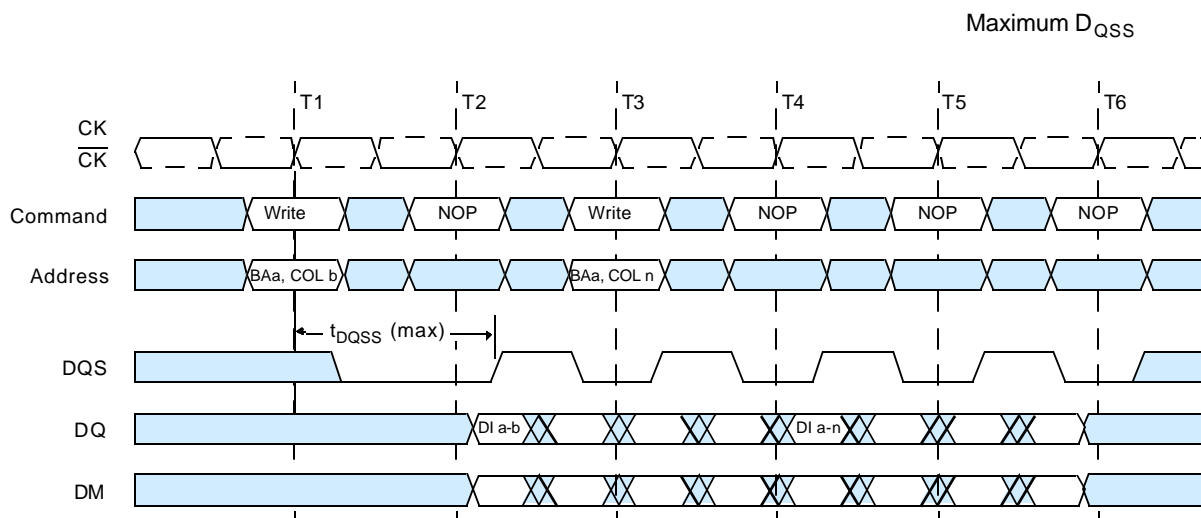 Maximum DQSS
T1 T2 T3 T4 T5 T6
CK
CK
Command Write NOP Write NOP NOP NOP
Address BAa, COL b BAa, COL n
tDQSS (max)
DQS
DQ DI a-b DI a-n
DM